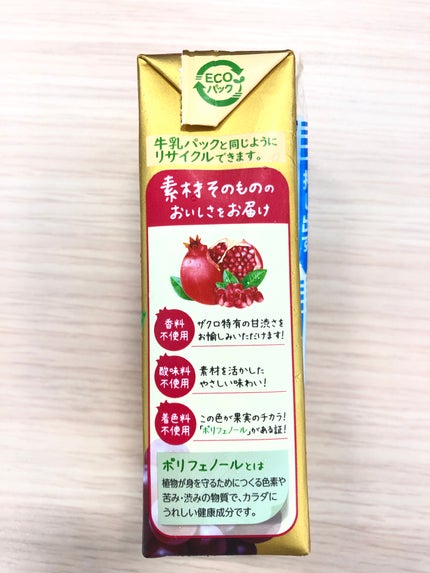 ECO
パック
牛乳パックと同じように
リサイクルできます。
素材そのものの
おいしさをお届け
香料
不使用
ザクロ特有の甘渋さを
お愉しみいただけます!
酸味料
不使用
素材を活かした
やさしい味わい!
着色料
不使用
この色が果実のチカラ!
「ポリフェノール」がある証!
ポリフェノールとは
植物が身を守るためにつくる色素や
苦み・渋みの物質で、カラダに
うれしい健康成分です。